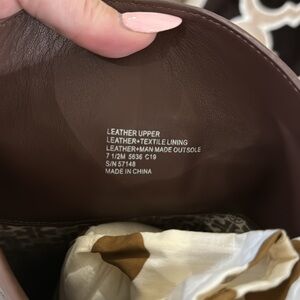 LEATHER UPPER
LEATHER+TEXTILE LINING
LEATHER+MAN MADE OUTSOLE
7 1/2M 5636 C19
S/N 57148
MADE IN CHINA